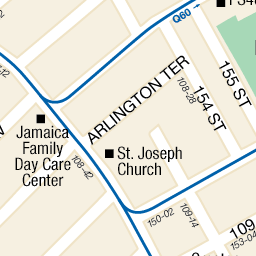 Q60
155 ST
154 ST
108-28
ARLINGTON TER
Jamaica
Family
Day Care
Center
108-42
St. Joseph
Church
150-02
109-14
109
153-04